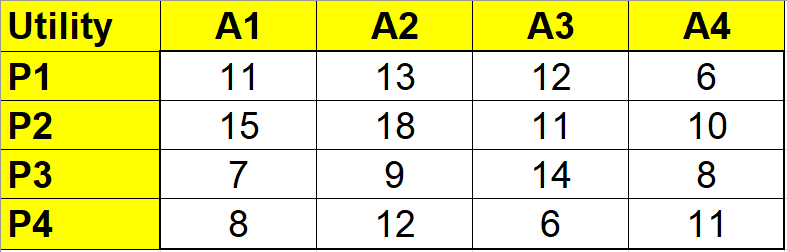 Utility A1 A2 A3 A4
P1 11 13 12 6
P2 15 18 11 10
P3 7 9 14 8
P4 8 12 6 11